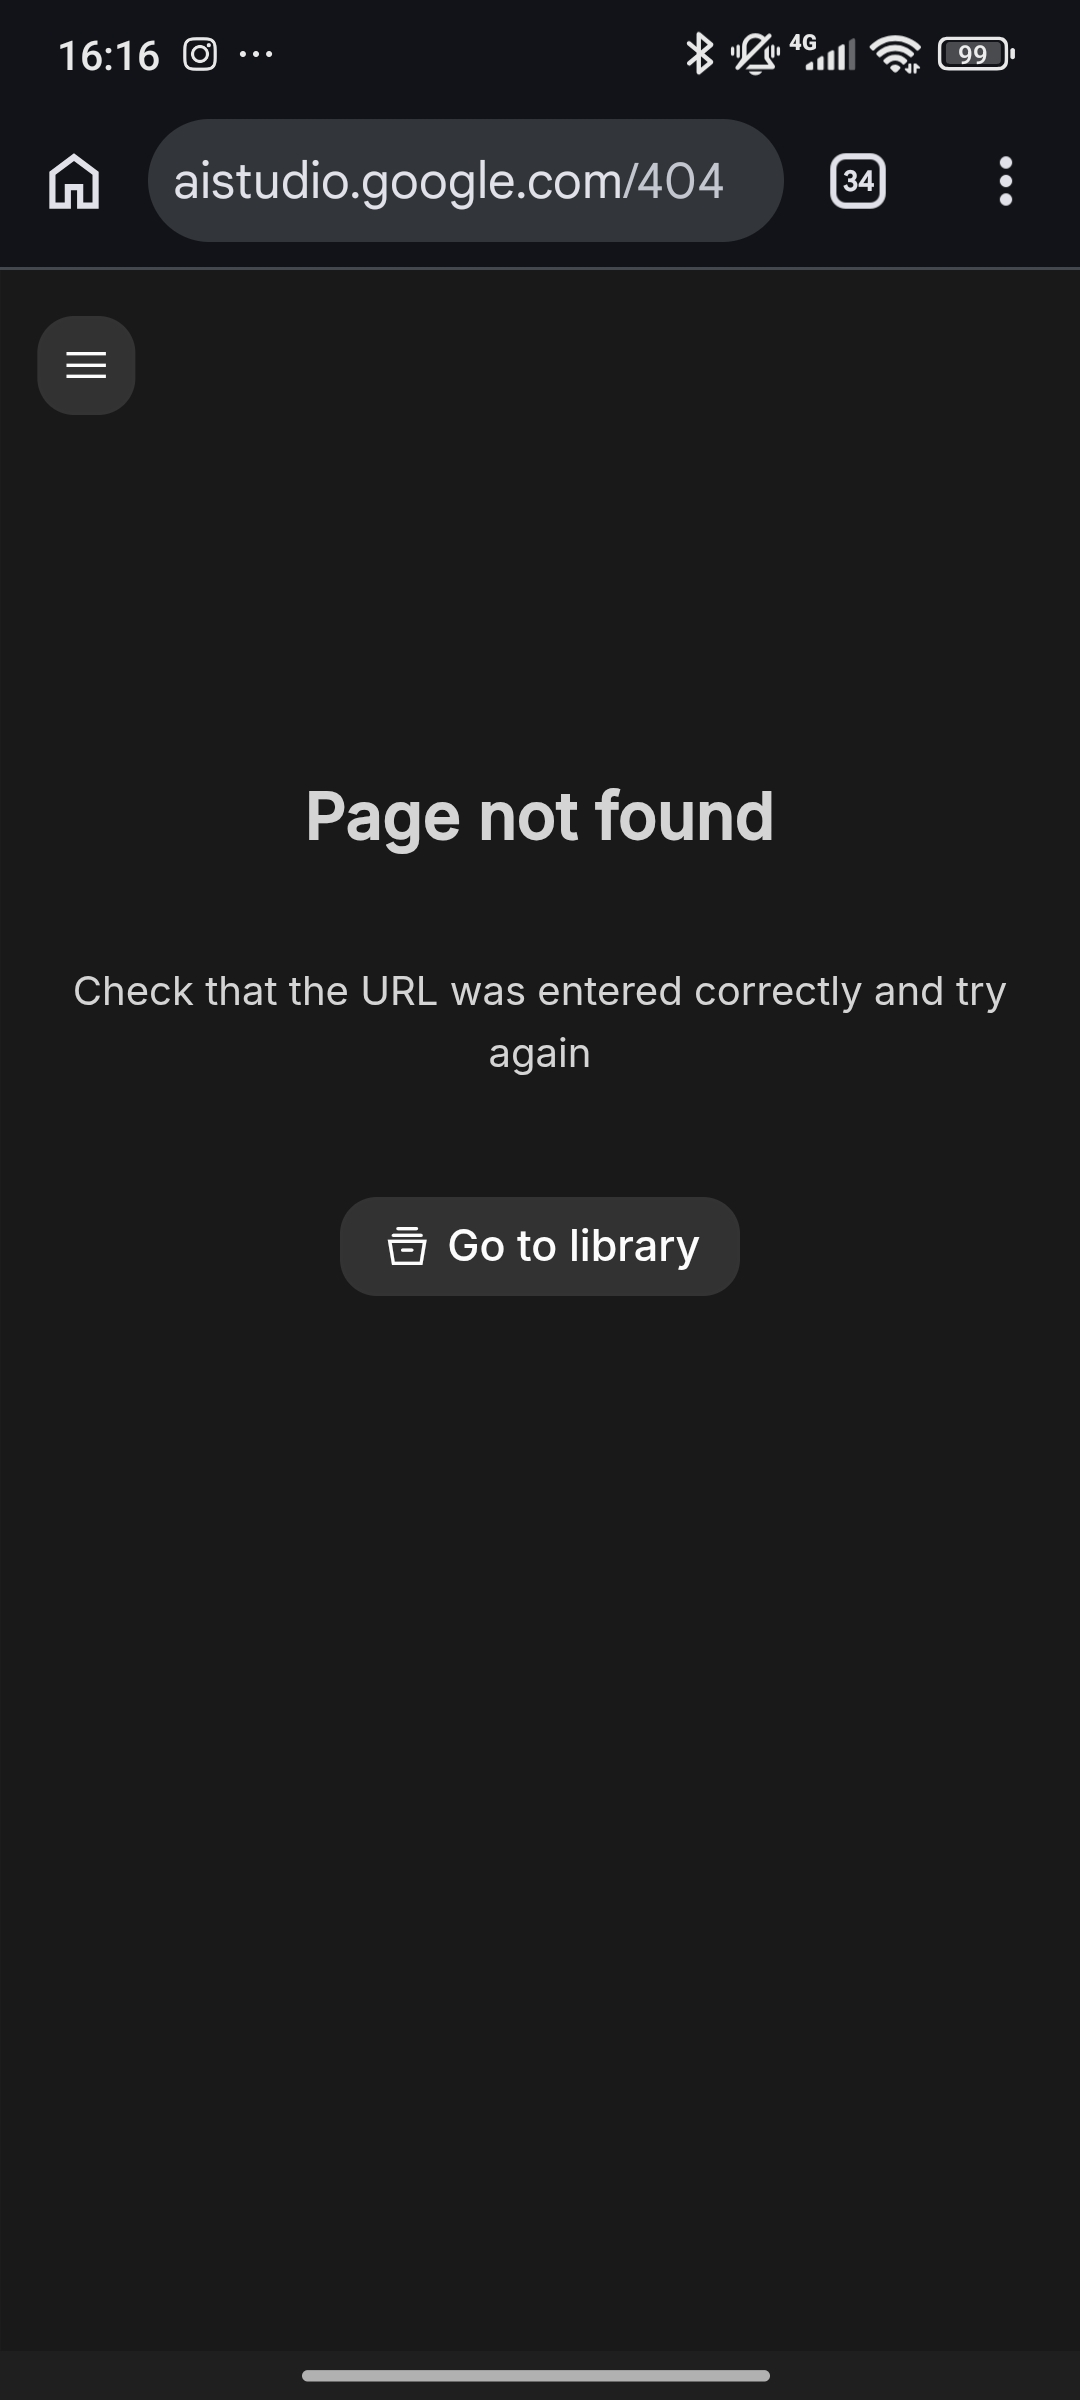 16:16
4G
99
aistudio.google.com/404
34
Page not found
Check that the URL was entered correctly and try
again
Go to library